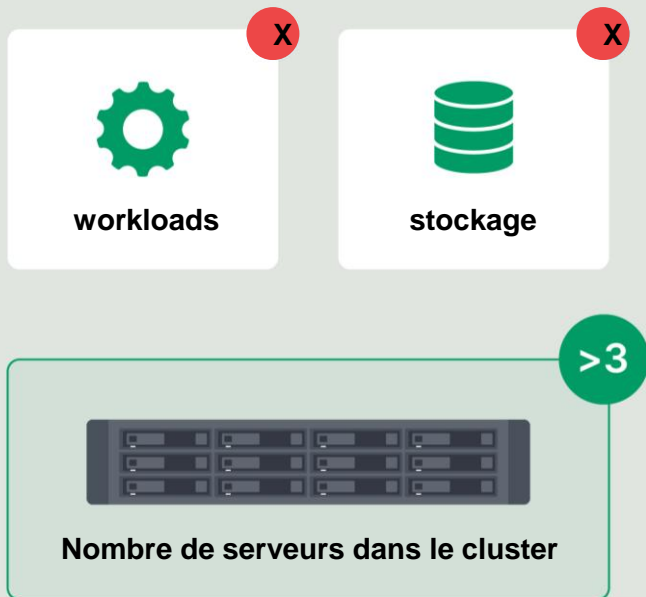 X
X
workloads
stockage
>3
Nombre de serveurs dans le cluster